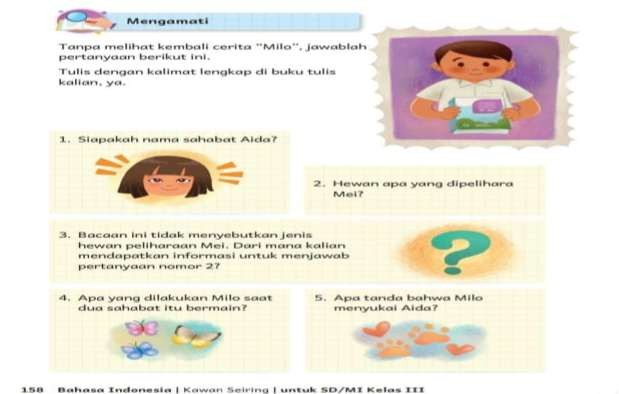 Mengamati
Tanpa melihat kembali cerita "Milo", jawablah
pertanyaan berikut ini.
Tulis dengan kalimat lengkap di buku tulis
kalian, ya.
1. Siapakah nama sahabat Aida?
2. Hewan apa yang dipelihara
Mei?
3. Bacaan ini tidak menyebutkan jenis
hewan peliharaan Mei. Dari mana kalian
mendapatkan informasi untuk menjawab
pertanyaan nomor 2?
4. Apa yang dilakukan Milo saat
dua sahabat itu bermain?
5. Apa tanda bahwa Milo
menyukai Aida?
158 Bahasa Indonesia | Kawan Seiring | untuk SD/MI Kelas III